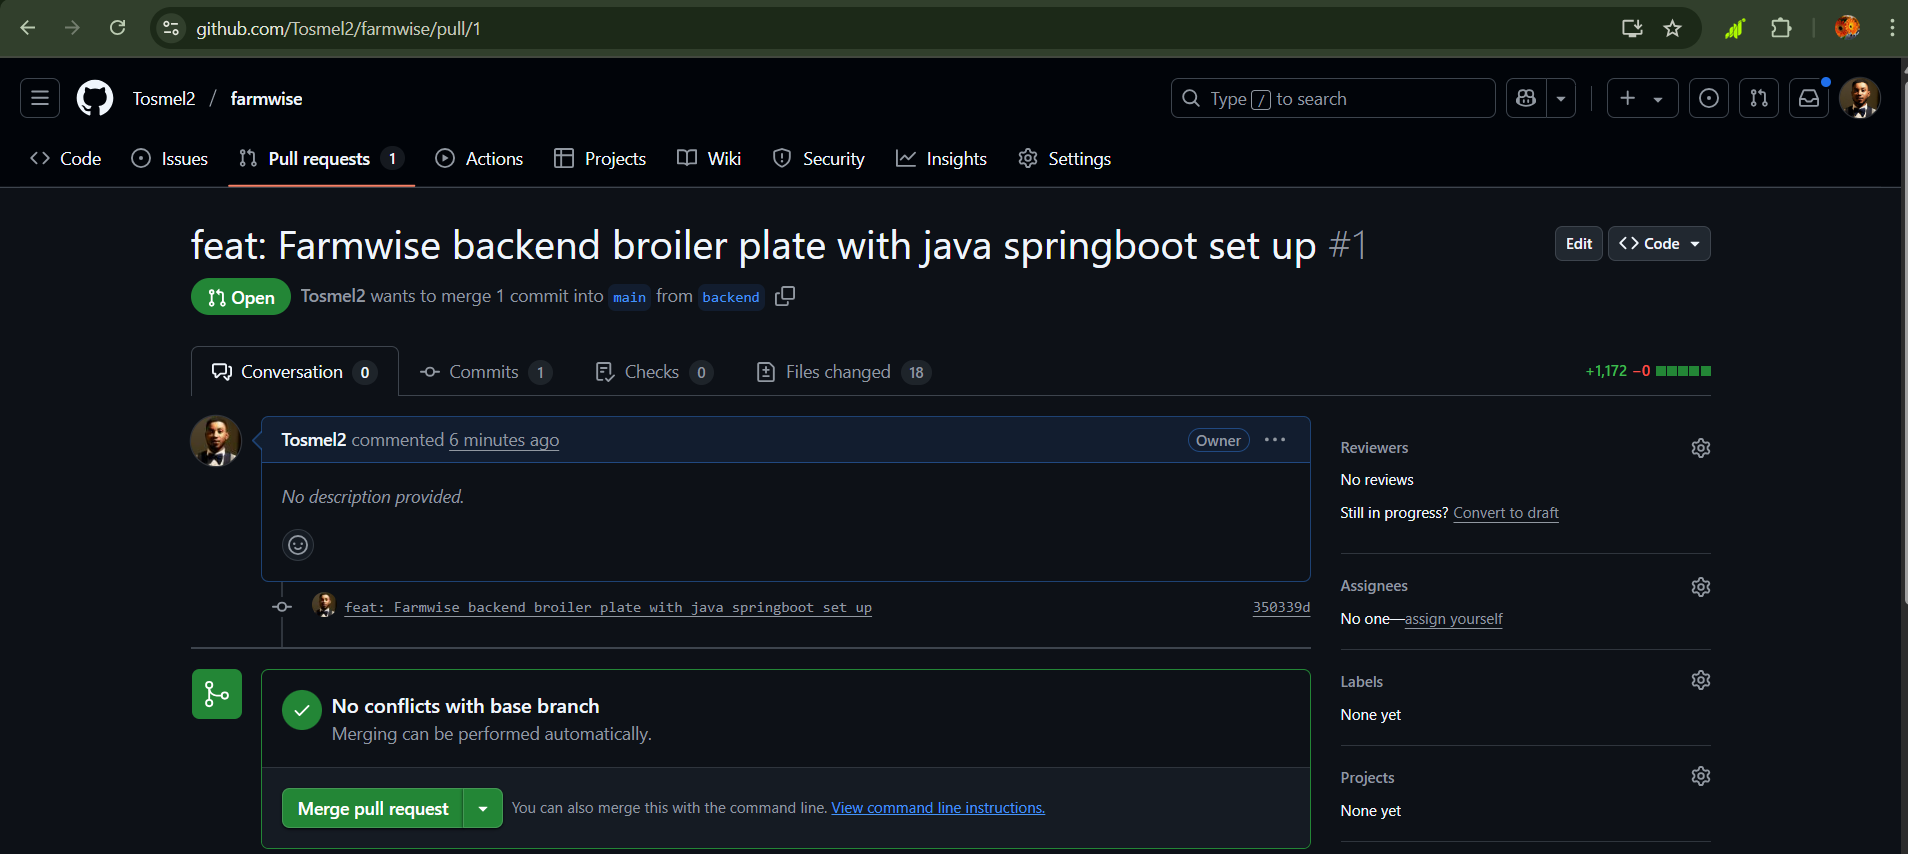 github.com/Tosmel2/farmwise/pull/1
Tosmel2 / farmwise
Type / to search
Code Issues Pull requests 1 Actions Projects Wiki Security Insights Settings
feat: Farmwise backend broiler plate with java springboot set up #1
Edit Code
Open Tosmel2 wants to merge 1 commit into main from backend
Conversation 0 Commits 1 Checks 0 Files changed 18
+1,172 −0
Tosmel2 commented 6 minutes ago
Owner
No description provided.
feat: Farmwise backend broiler plate with java springboot set up 350339d
No conflicts with base branch
Merging can be performed automatically.
Merge pull request You can also merge this with the command line. View command line instructions.
Reviewers
No reviews
Still in progress? Convert to draft
Assignees
No one—assign yourself
Labels
None yet
Projects
None yet